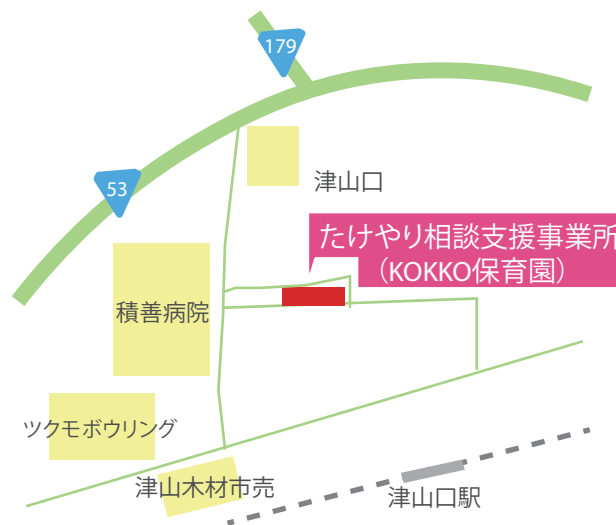 179
53
津山口
たけやり相談支援事業所
（KOKKO保育園）
積善病院
ツクモボウリング
津山木材市売
津山口駅